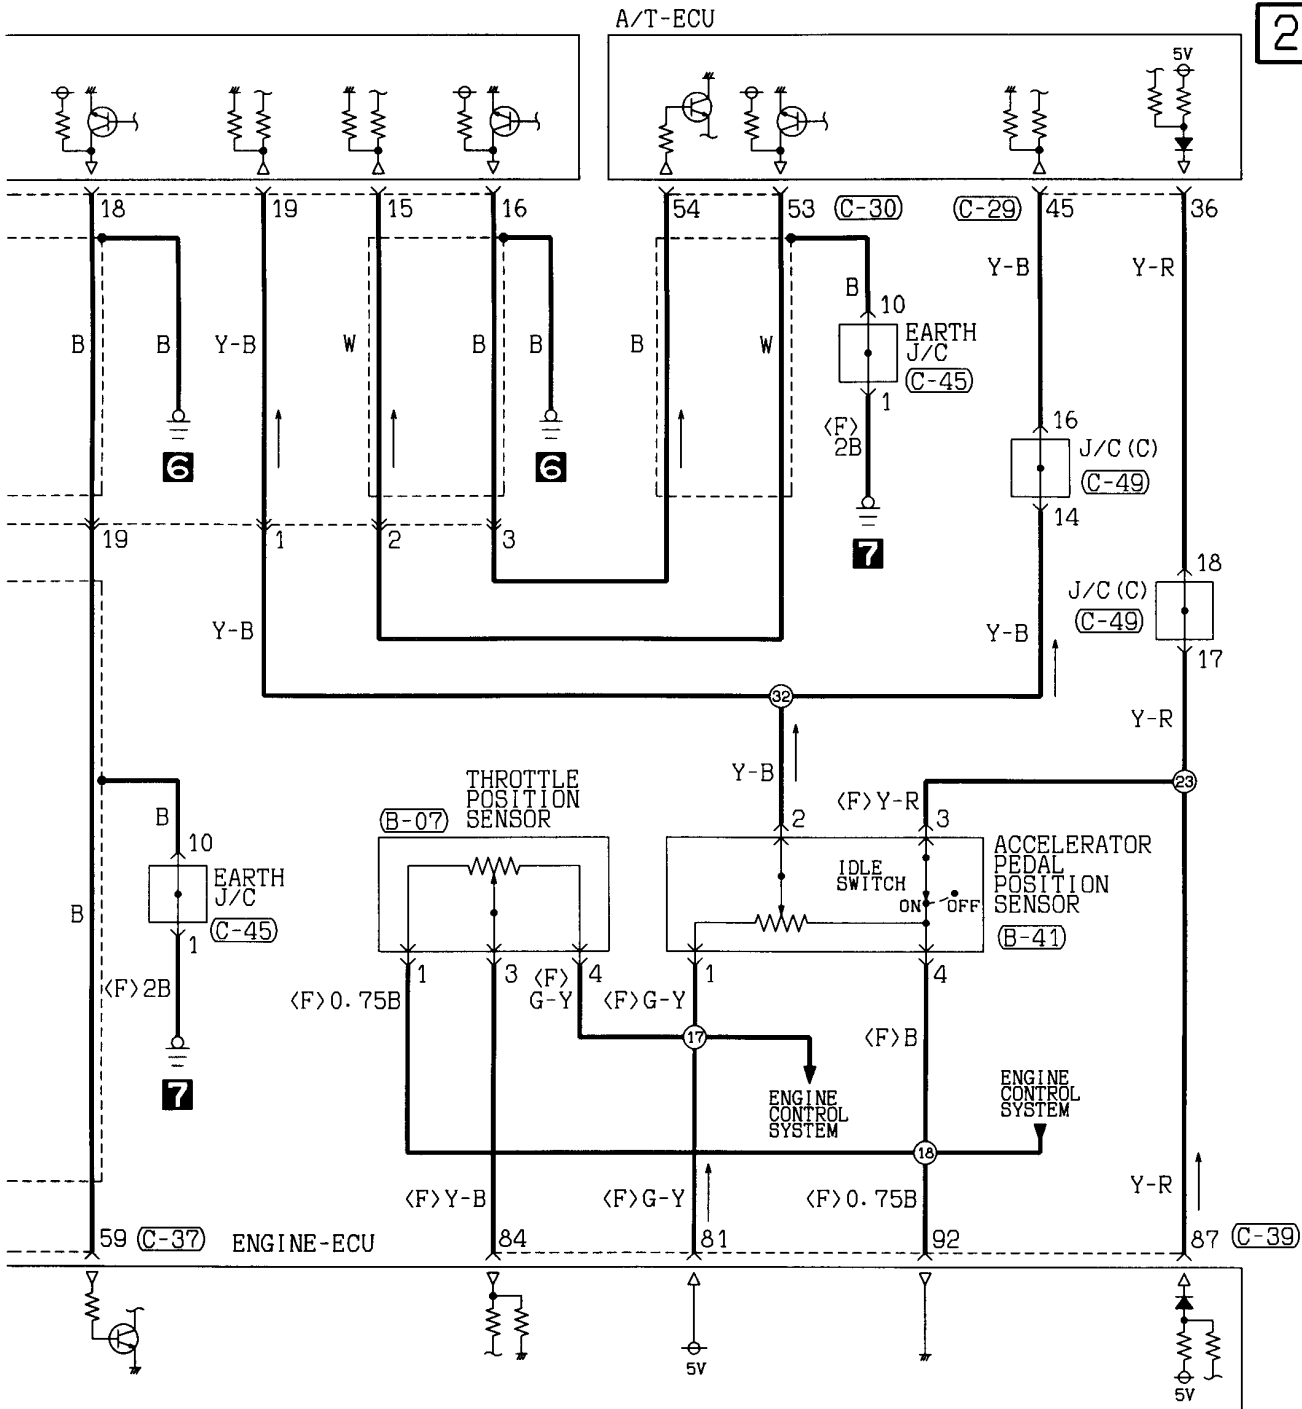 A/T-ECU
2
5V
18
19
15
16
54
53
(C-30)
(C-29)
45
36
Y-B
Y-R
B
10
EARTH
J/C
(C-45)
1
B
B
Y-B
W
B
B
B
W
<F>
2B
16
J/C(C)
(C-49)
14
6
6
7
19
1
2
3
18
J/C(C)
(C-49)
17
Y-B
Y-B
32
Y-R
Y-B
23
THROTTLE
POSITION
SENSOR
(B-07)
<F>Y-R
2
3
B
10
EARTH
J/C
(C-45)
1
IDLE
SWITCH
ON
OFF
ACCELERATOR
PEDAL
POSITION
SENSOR
(B-41)
B
<F>2B
1
3
4
1
4
<F>0.75B
<F>
G-Y
<F>G-Y
17
<F>B
7
ENGINE
CONTROL
SYSTEM
ENGINE
CONTROL
SYSTEM
18
<F>Y-B
<F>G-Y
<F>0.75B
Y-R
59
(C-37)
ENGINE-ECU
84
81
92
87
(C-39)
5V
5V